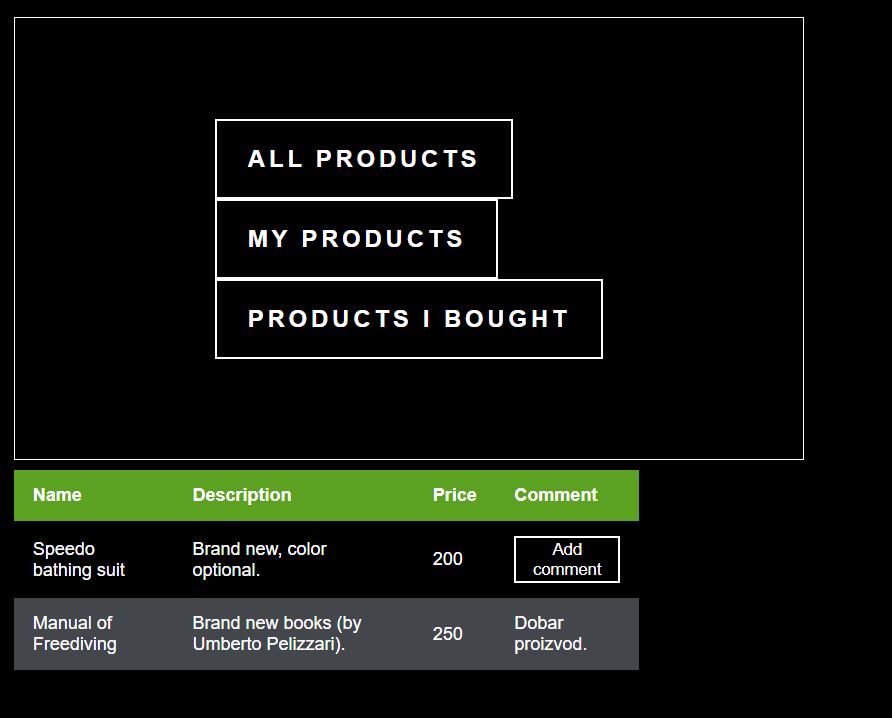 ALL PRODUCTS
MY PRODUCTS
PRODUCTS I BOUGHT
Name Description Price Comment
Speedo bathing suit Brand new, color optional. 200 Add comment
Manual of Freediving Brand new books (by Umberto Pelizzari). 250 Dobar proizvod.